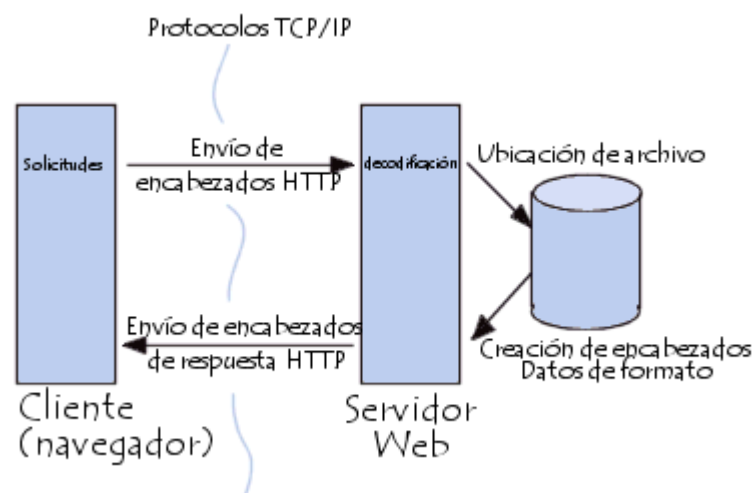 Protocolos TCP/IP
Solicitudes
Envío de
encabezados HTTP
decodificación
Ubicación de archivo
Envío de encabezados
de respuesta HTTP
Creación de encabezados
Datos de formato
Cliente
(navegador)
Servidor
Web